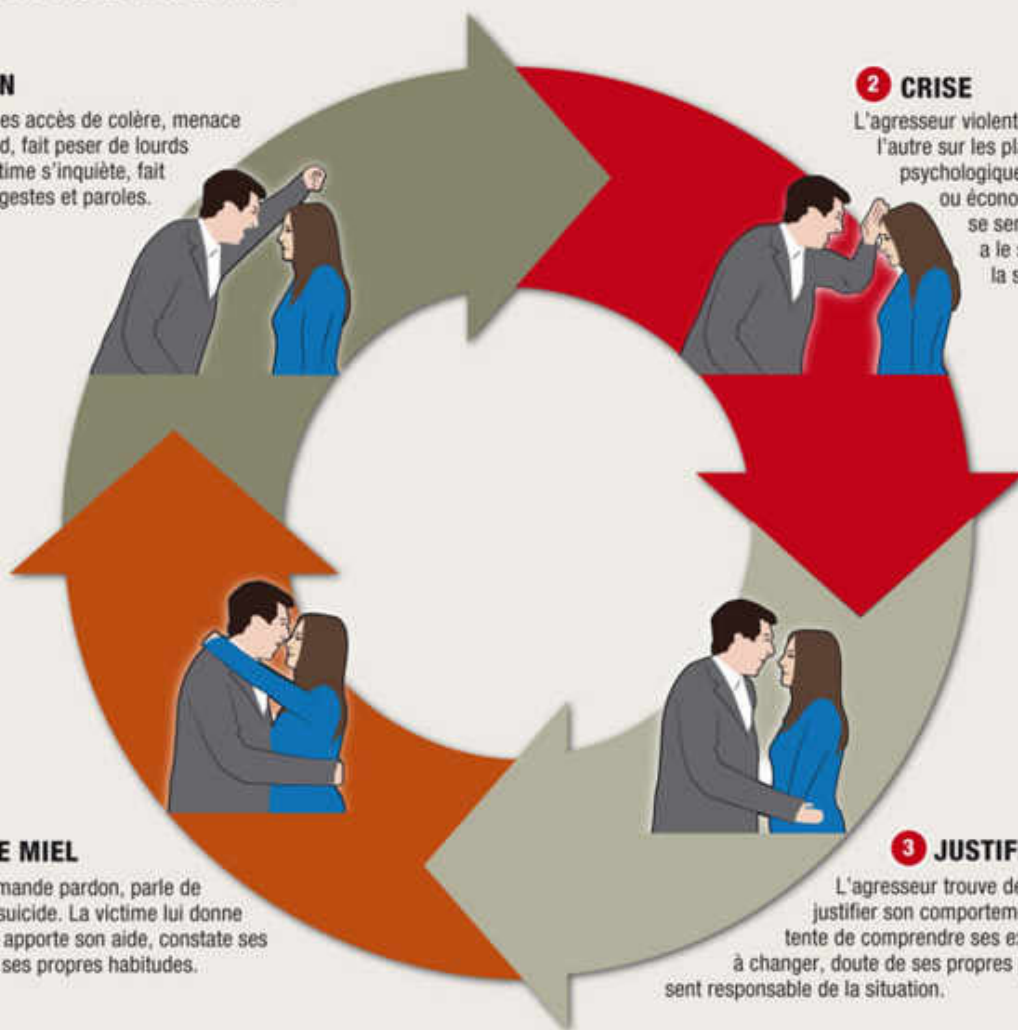 N
es accès de colère, menace
d, fait peser de lourds
time s'inquiète, fait
gestes et paroles.
2 CRISE
L'agresseur violent
l'autre sur les pla
psychologique
ou écono
se ser
a le s
la s
3 JUSTIF
L'agresseur trouve de
justifier son comportem
tente de comprendre ses ex
à changer, doute de ses propres
sent responsable de la situation.
E MIEL
mande pardon, parle de
suicide. La victime lui donne
apporte son aide, constate ses
ses propres habitudes.